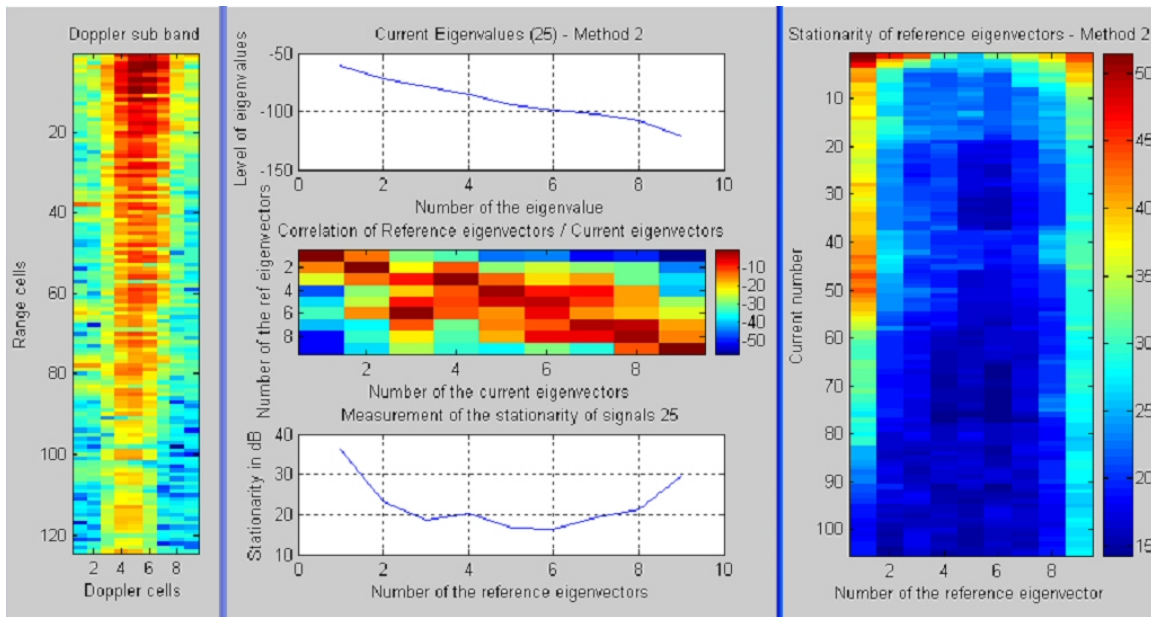 Doppler sub band
20
40
60
80
100
120
2 4 6 8
Range cells
Doppler cells
Current Eigenvalues (25) - Method 2
-50
-100
-150
0 2 4 6 8 10
Level of eigenvalues
Number of the eigenvalue
Correlation of Reference eigenvectors / Current eigenvectors
2
4
6
8
2 4 6 8
-10
-20
-30
-40
-50
Number of the ref eigenvectors
Number of the current eigenvectors
Measurement of the stationarity of signals 25
40
30
20
10
0 2 4 6 8 10
Stationarity in dB
Number of the reference eigenvectors
Stationarity of reference eigenvectors - Method 2
10
20
30
40
50
60
70
80
90
100
2 4 6 8
50
45
40
35
30
25
20
15
Current number
Number of the reference eigenvector